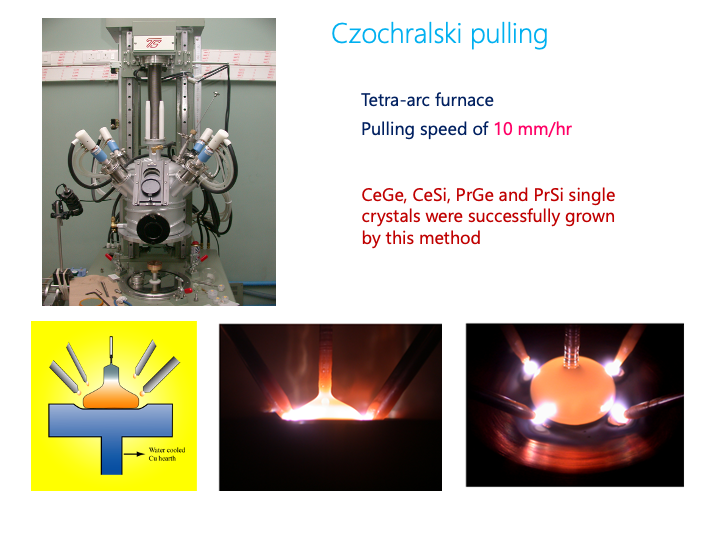 Czochralski pulling
Tetra-arc furnace
Pulling speed of 10 mm/hr
CeGe, CeSi, PrGe and PrSi single
crystals were successfully grown
by this method
Water cooled
Cu hearth